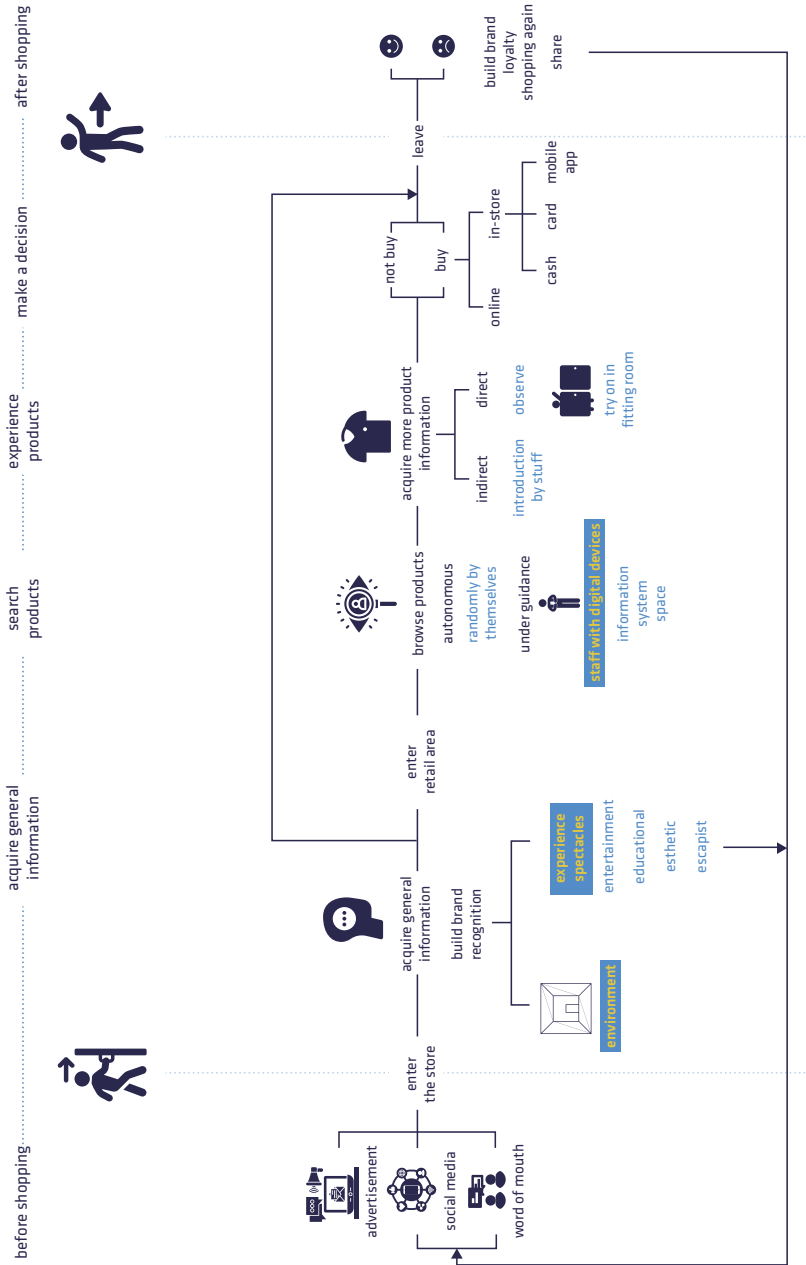 before shopping
acquire general
information
search
products
experience
products
make a decision
after shopping
advertisement
social media
word of mouth
enter
the store
acquire general
information
build brand
recognition
environment
experience
spectacles
entertainment
educational
esthetic
escapist
enter
retail area
browse products
autonomous
randomly by
themselves
under guidance
staff with digital devices
information
system
space
acquire more product
information
indirect
introduction
by stuff
direct
observe
try on in
fitting room
not buy
buy
online
in-store
cash
card
mobile
app
leave
build brand
loyalty
shopping again
share